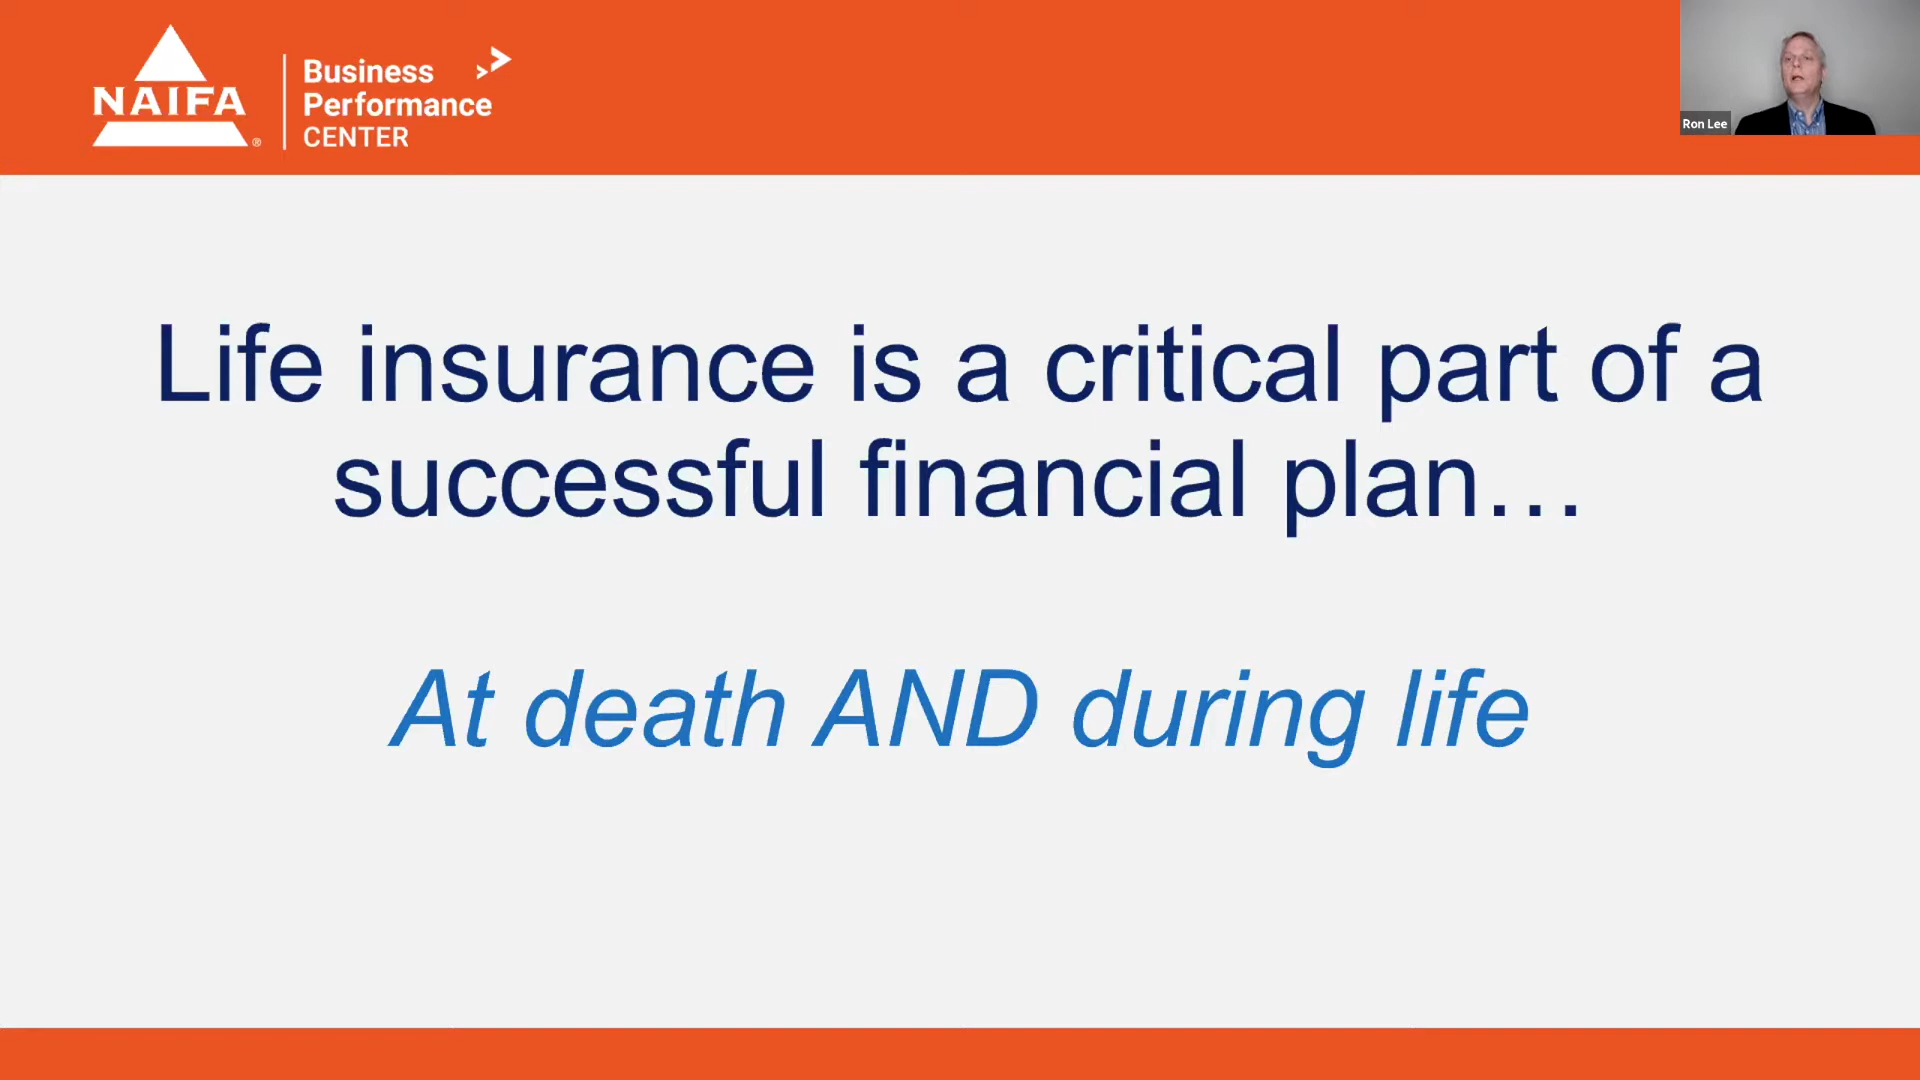 NAIFA®
Business
Performance
CENTER
Ron Lee
Life insurance is a critical part of a
successful financial plan…
At death AND during life